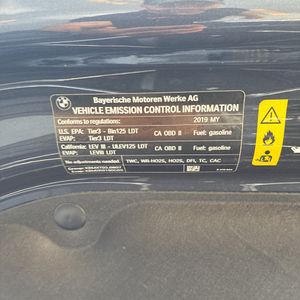 Bayerische Motoren Werke AG
VEHICLE EMISSION CONTROL INFORMATION
Conforms to regulations: 2019 MY
U.S. EPA: Tier3 - Bin125 LDT CA OBD II Fuel: gasoline
EVAP: Tier3 LDT
California: LEV III - ULEV125 LDT CA OBD II Fuel: gasoline
EVAP: LEVIII LDT
No adjustments needed. TWC, WR-HO2S, HO2S, DFI, TC, CAC